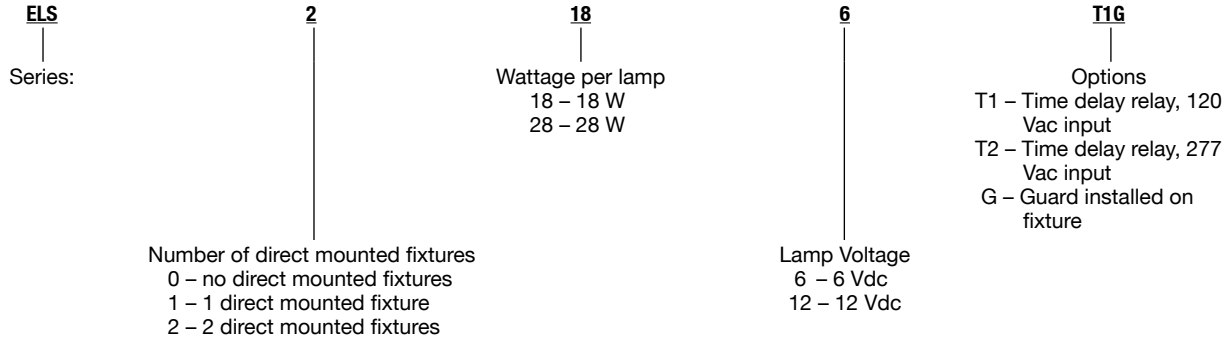 ELS 2 18 6 T1G
Series:
Wattage per lamp
18 – 18 W
28 – 28 W
Options
T1 – Time delay relay, 120
Vac input
T2 – Time delay relay, 277
Vac input
G – Guard installed on
fixture
Number of direct mounted fixtures
0 – no direct mounted fixtures
1 – 1 direct mounted fixture
2 – 2 direct mounted fixtures
Lamp Voltage
6 – 6 Vdc
12 – 12 Vdc